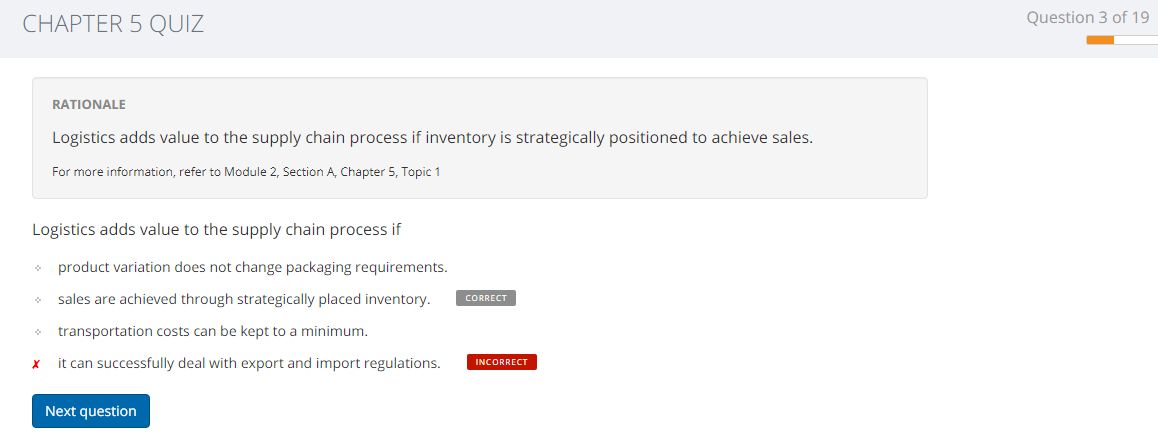 CHAPTER 5 QUIZ
Question 3 of 19
RATIONALE
Logistics adds value to the supply chain process if inventory is strategically positioned to achieve sales.
For more information, refer to Module 2, Section A, Chapter 5, Topic 1
Logistics adds value to the supply chain process if
product variation does not change packaging requirements.
sales are achieved through strategically placed inventory. CORRECT
transportation costs can be kept to a minimum.
✘ it can successfully deal with export and import regulations. INCORRECT
Next question